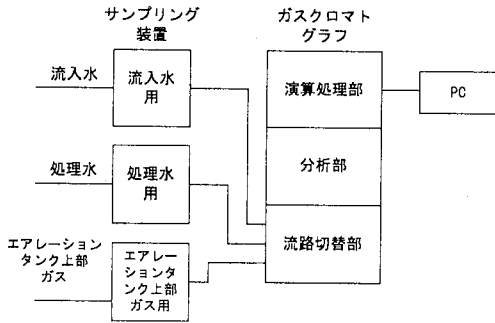 サンプリング
装置
ガスクロマト
グラフ
流入水
流入水
用
演算処理部
PC
処理水
処理水
用
分析部
エアレーション
タンク上部
ガス
エアレ
ーションタ
ンク上部
ガス用
流路切替部